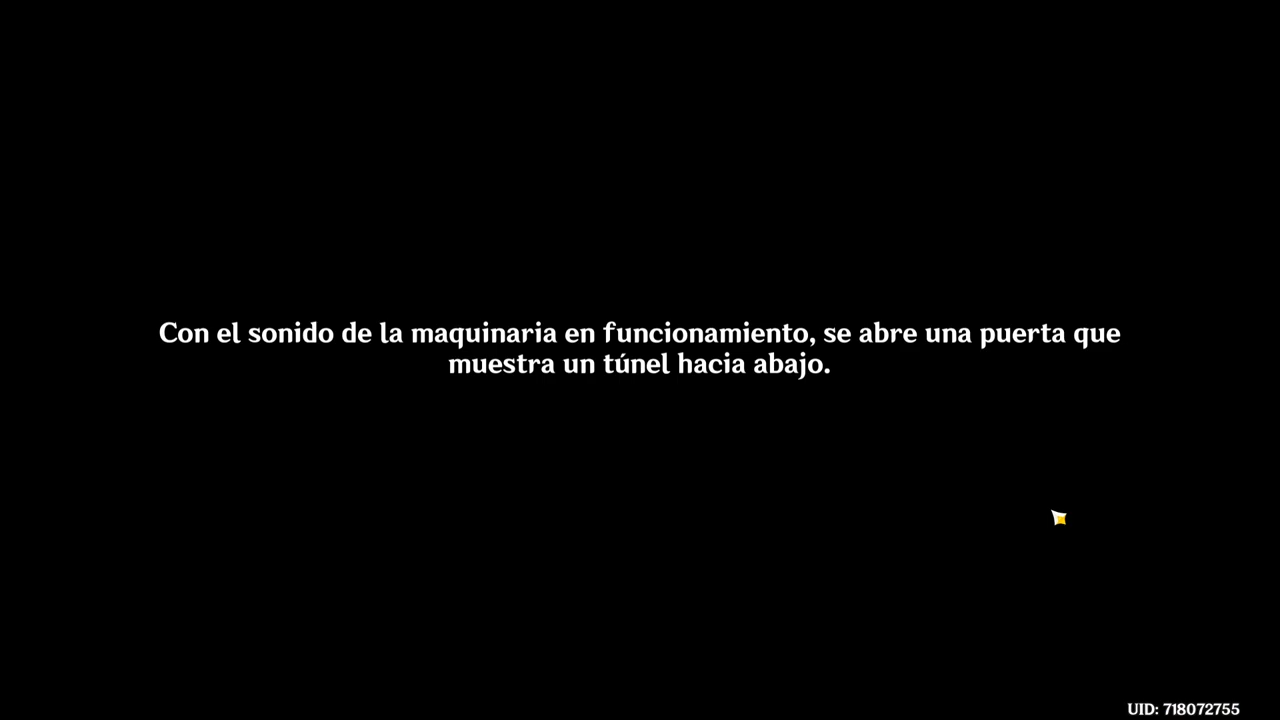 Con el sonido de la maquinaria en funcionamiento, se abre una puerta que
muestra un túnel hacia abajo.
UID: 718072755